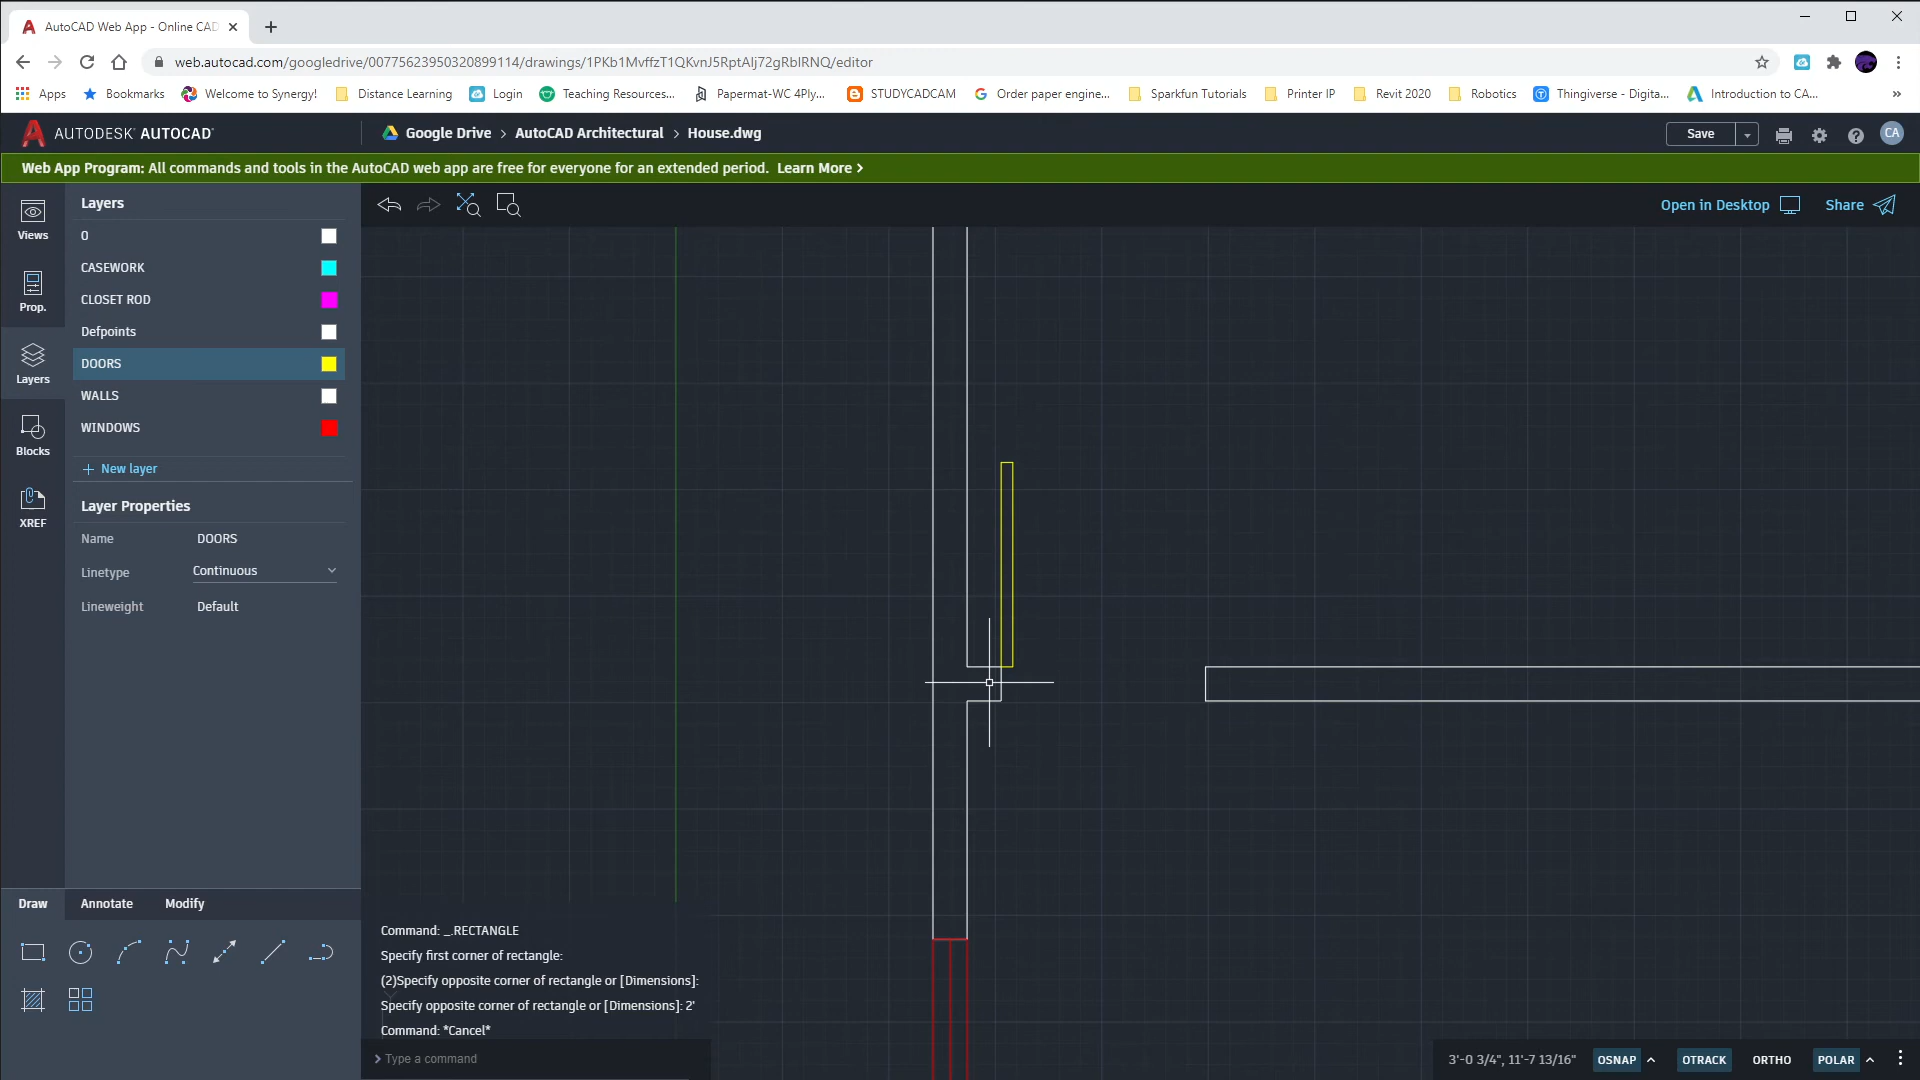 AutoCAD Web App - Online CAD
web.autocad.com/googledrive/00775623950320899114/drawings/1PKb1MvffzT1QKvnJ5RptAlj72gRblRNQ/editor
Apps Bookmarks Welcome to Synergy! Distance Learning Login Teaching Resources... Papermat-WC 4Ply... STUDYCADCAM Order paper engine... Sparkfun Tutorials Printer IP Revit 2020 Robotics Thingiverse - Digita... Introduction to CA... »
AUTODESK® AUTOCAD® Google Drive > AutoCAD Architectural > House.dwg Save CA
Web App Program: All commands and tools in the AutoCAD web app are free for everyone for an extended period. Learn More >
Views
Prop.
Layers
Blocks
XREF
Layers
0
CASEWORK
CLOSET ROD
Defpoints
DOORS
WALLS
WINDOWS
+ New layer
Layer Properties
Name DOORS
Linetype Continuous
Lineweight Default
Open in Desktop Share
Draw Annotate Modify
Command: _.RECTANGLE
Specify first corner of rectangle:
(2)Specify opposite corner of rectangle or [Dimensions]:
Specify opposite corner of rectangle or [Dimensions]: 2'
Command: *Cancel*
> Type a command
3'-0 3/4", 11'-7 13/16" OSNAP OTRACK ORTHO POLAR